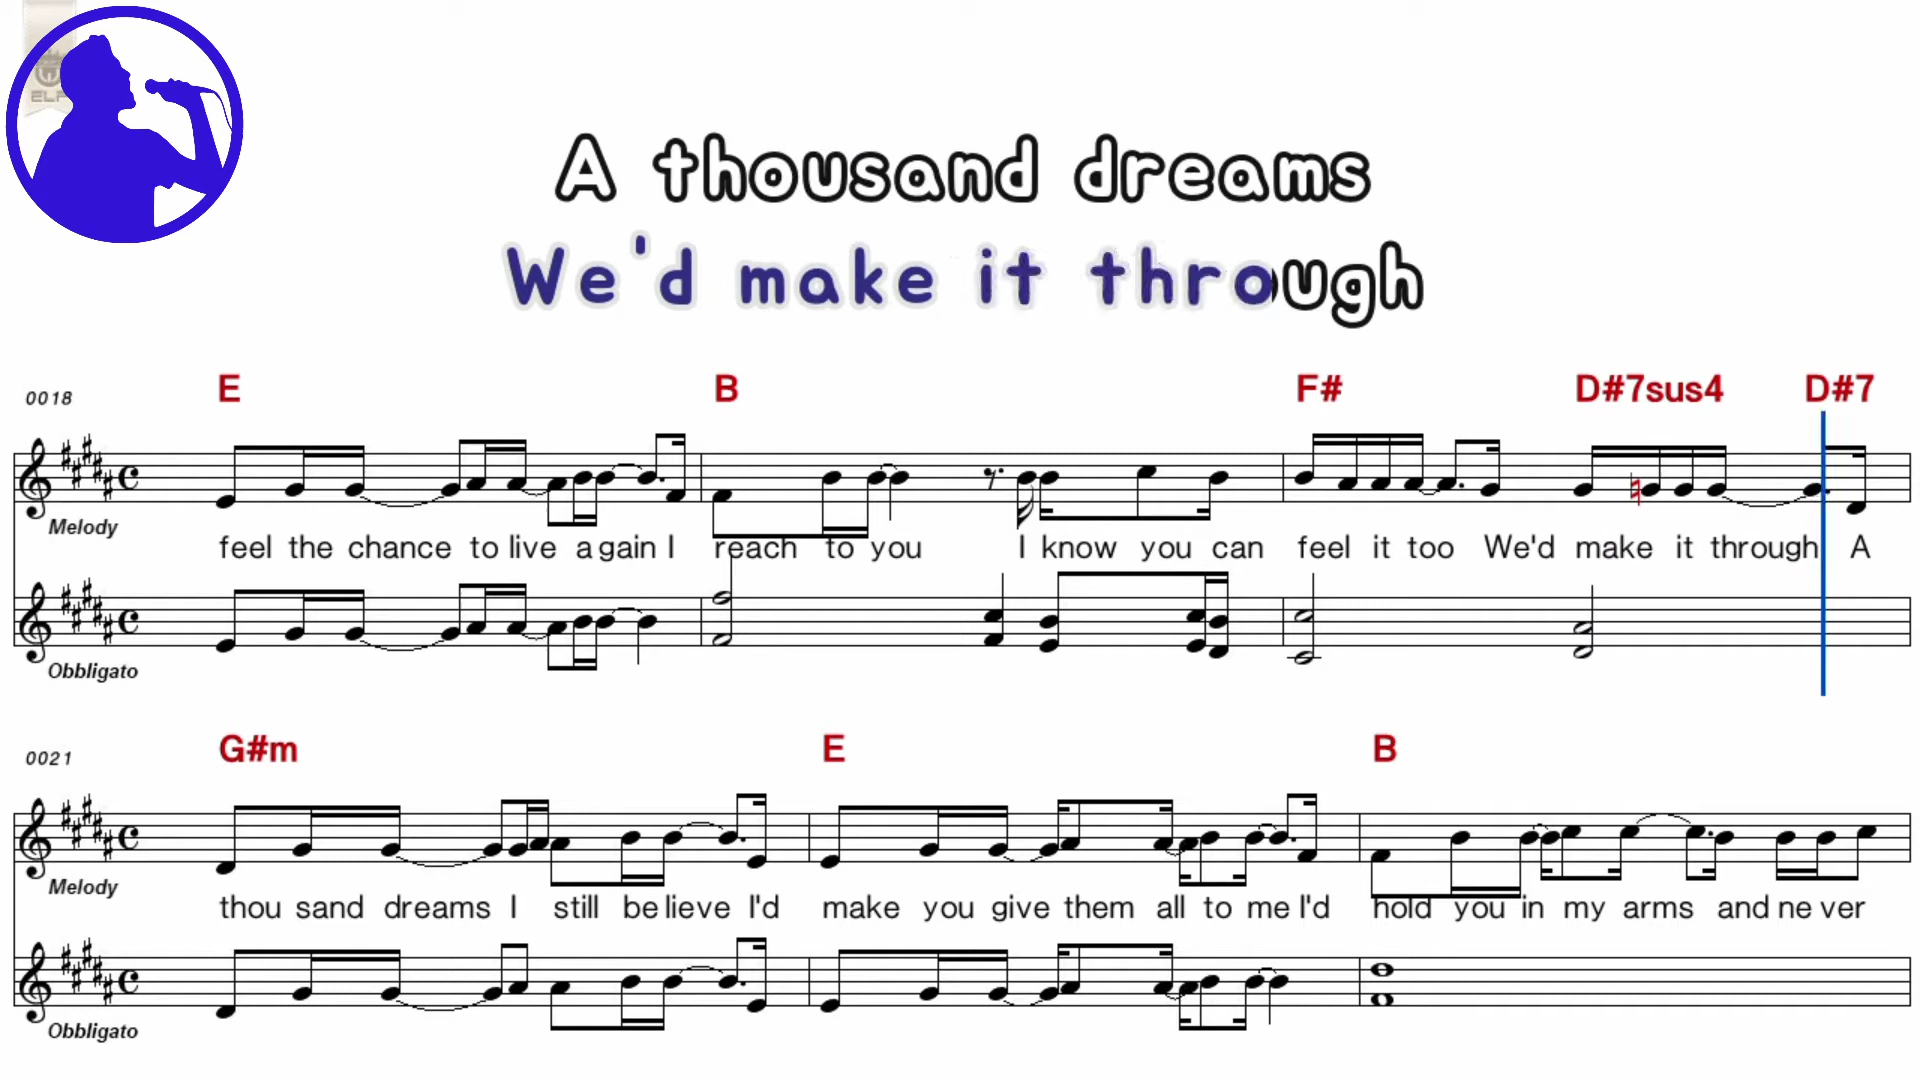 ELF
A thousand dreams
We'd make it through
0018 E B F# D#7sus4 D#7
Melody
feel the chance to live a gain I reach to you I know you can feel it too We'd make it through A
Obbligato
0021 G#m E B
Melody
thou sand dreams I still be lieve I'd make you give them all to me I'd hold you in my arms and ne ver
Obbligato